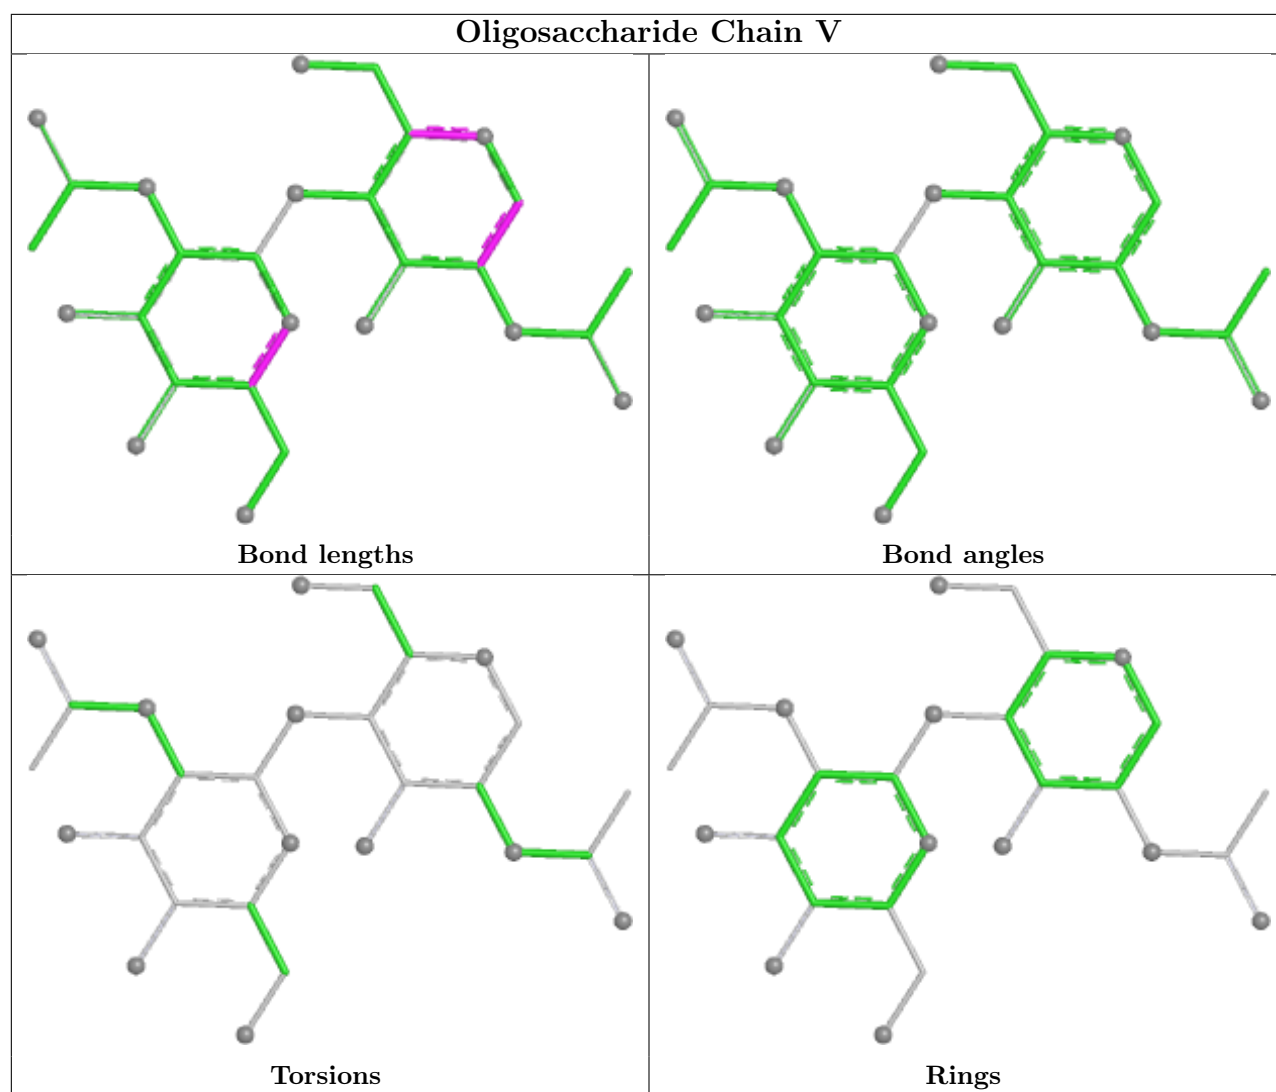 Oligosaccharide Chain V
Bond lengths
Bond angles
Torsions
Rings